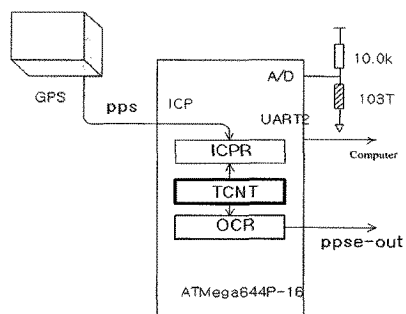 GPS
pps
ICP
A/D
10.0k
103T
UART2
Computer
ICPR
TCNT
OCR
ppse-out
ATMega644P-16